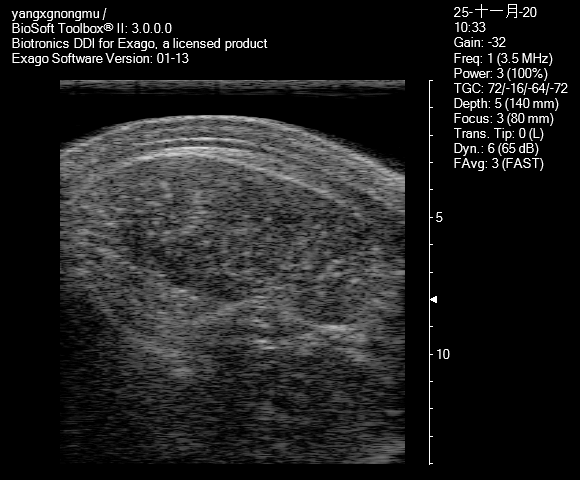 yangxgnongmu /
BioSoft Toolbox® II: 3.0.0.0
Biotronics DDI for Exago, a licensed product
Exago Software Version: 01-13
25-十一月-20
10:33
Gain: -32
Freq: 1 (3.5 MHz)
Power: 3 (100%)
TGC: 72/-16/-64/-72
Depth: 5 (140 mm)
Focus: 3 (80 mm)
Trans. Tip: 0 (L)
Dyn.: 6 (65 dB)
FAvg: 3 (FAST)
5
10